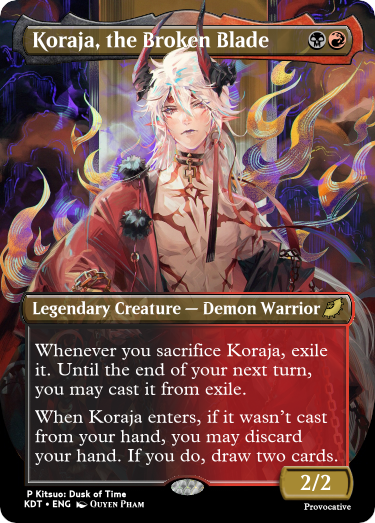 Koraja, the Broken Blade
Legendary Creature — Demon Warrior
Whenever you sacrifice Koraja, exile
it. Until the end of your next turn,
you may cast it from exile.
When Koraja enters, if it wasn't cast
from your hand, you may discard
your hand. If you do, draw two cards.
2/2
P Kitsuo: Dusk of Time
KDT • ENG Ouyen Pham
Provocative